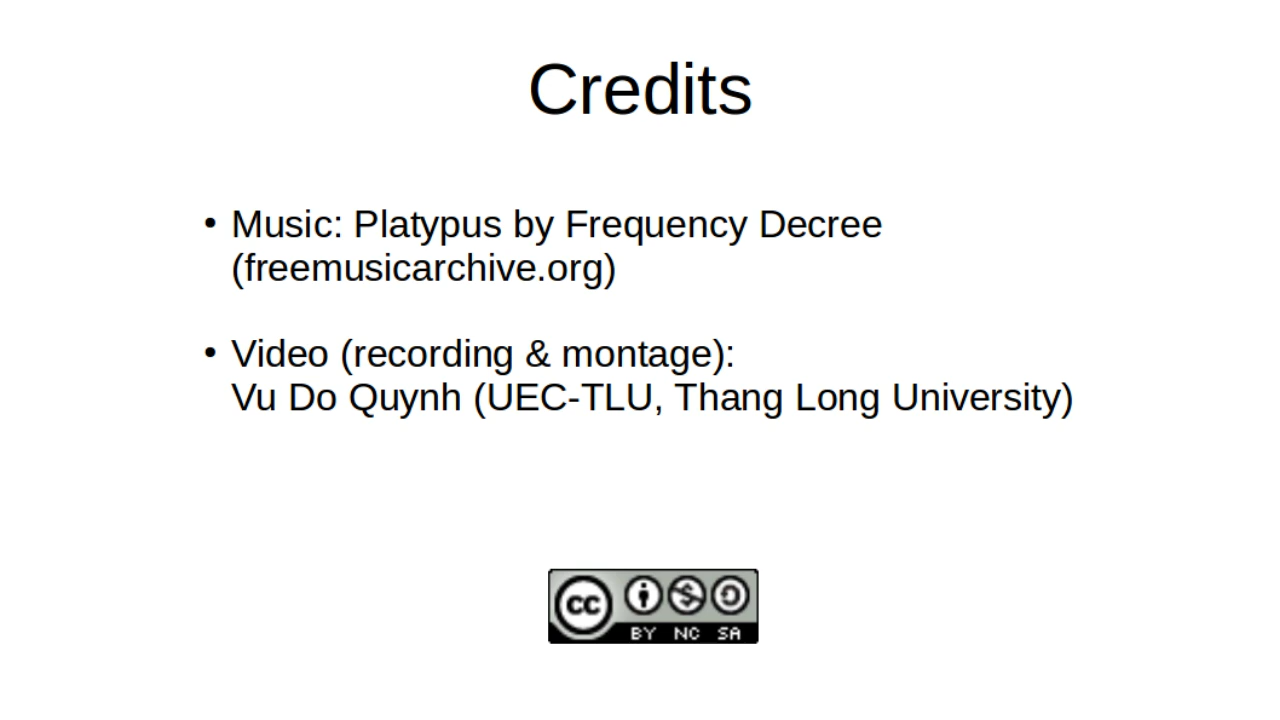 Credits
• Music: Platypus by Frequency Decree
(freemusicarchive.org)
• Video (recording & montage):
Vu Do Quynh (UEC-TLU, Thang Long University)
cc
BY NC SA